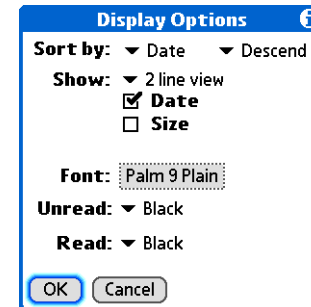 Display Options
Sort by: Date Descend
Show: 2 line view
Date
Size
Font: Palm 9 Plain
Unread: Black
Read: Black
OK Cancel